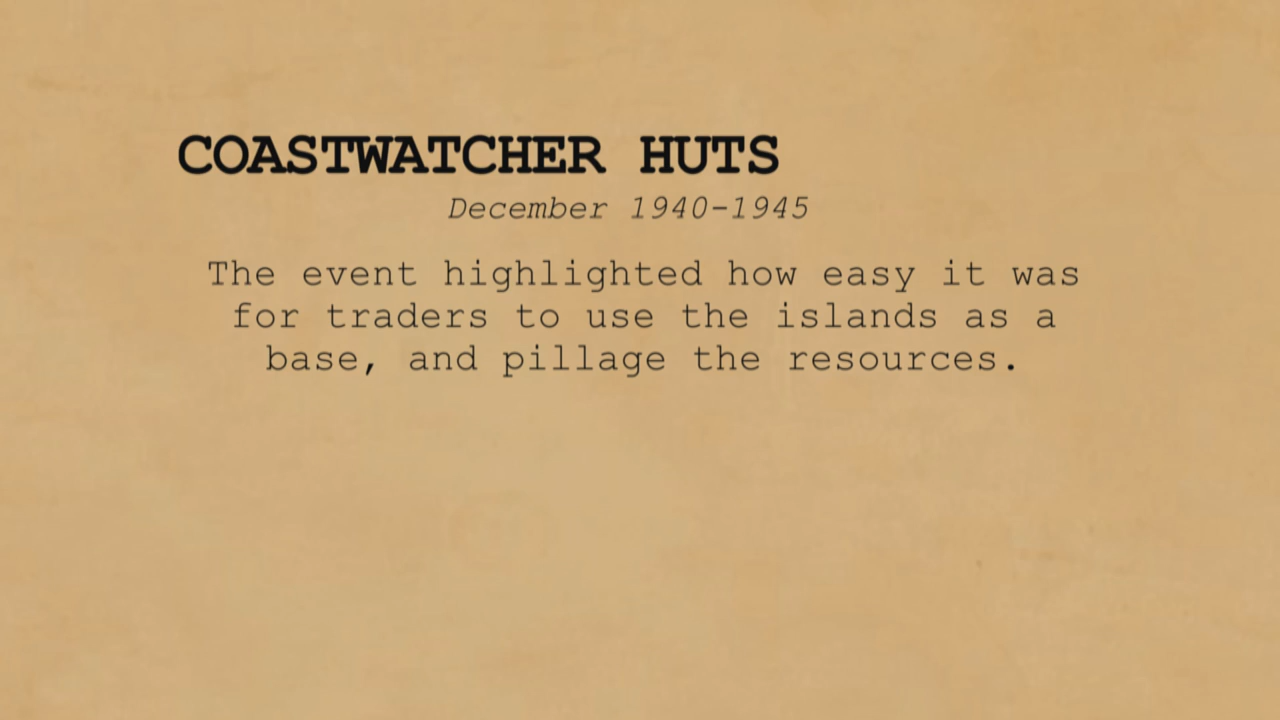 COASTWATCHER HUTS
December 1940-1945
The event highlighted how easy it was
for traders to use the islands as a
base, and pillage the resources.